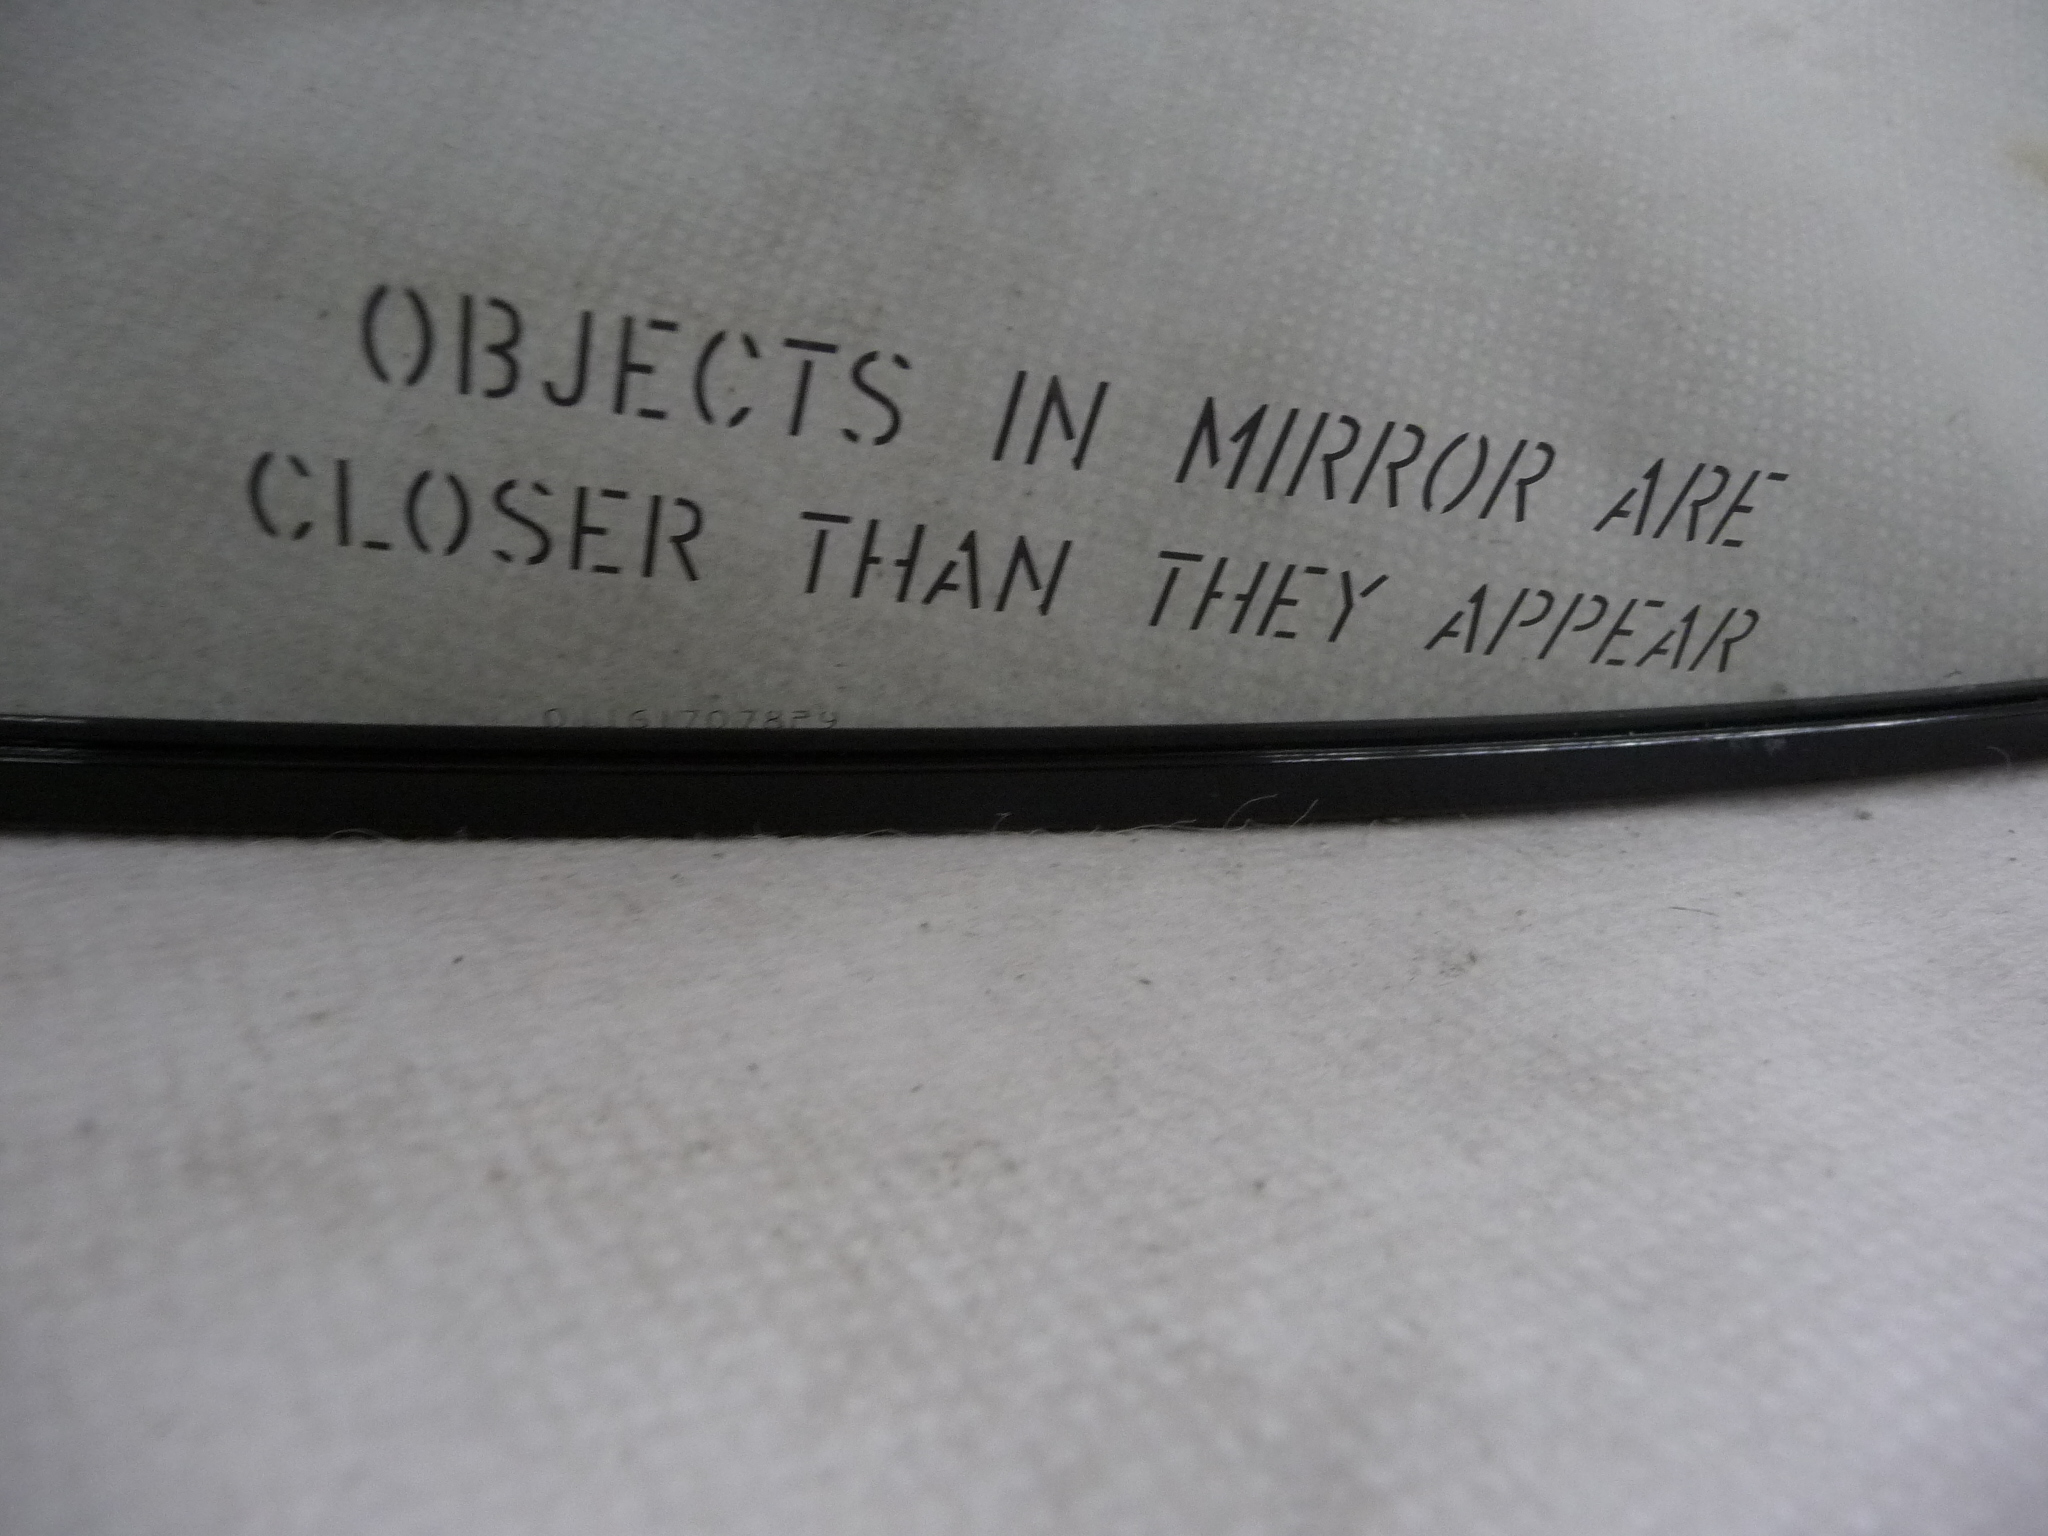 OBJECTS IN MIRROR ARE
CLOSER THAN THEY APPEAR